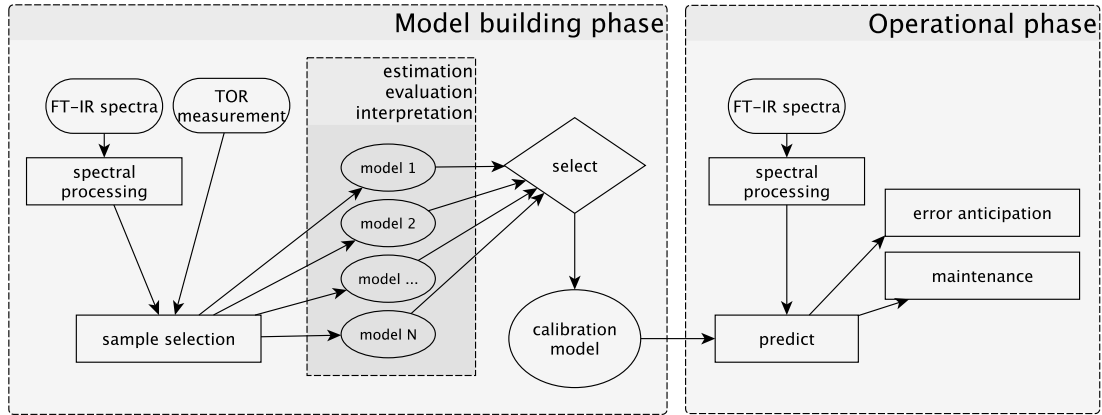 Model building phase
FT-IR spectra
TOR
measurement
spectral
processing
sample selection
estimation
evaluation
interpretation
model 1
model 2
model ...
model N
select
calibration
model
Operational phase
FT-IR spectra
spectral
processing
predict
error anticipation
maintenance